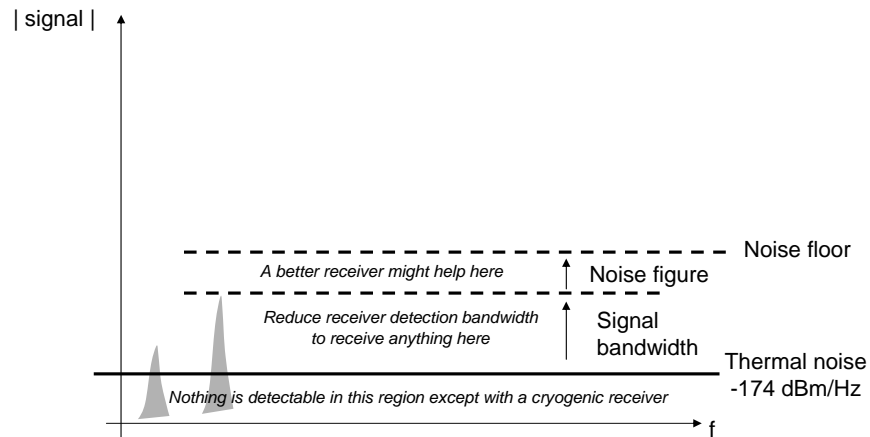 | signal |
Noise floor
A better receiver might help here
Noise figure
Reduce receiver detection bandwidth
to receive anything here
Signal
bandwidth
Thermal noise
-174 dBm/Hz
Nothing is detectable in this region except with a cryogenic receiver
f